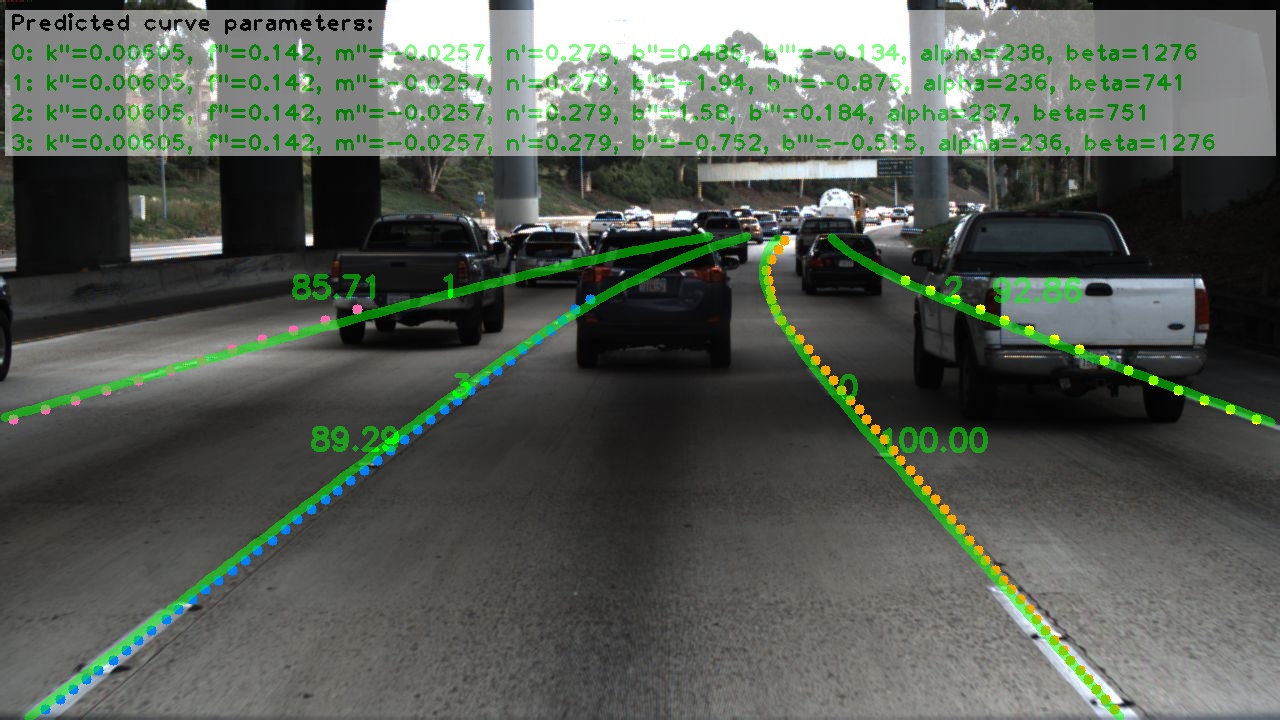 Predicted curve parameters:
0: k''=0.00605, f''=0.142, m''=-0.0257, n'=0.279, b''=0.486, b'''=-0.134, alpha=238, beta=1276
1: k''=0.00605, f''=0.142, m''=-0.0257, n'=0.279, b''=-1.94, b'''=-0.875, alpha=236, beta=741
2: k''=0.00605, f''=0.142, m''=-0.0257, n'=0.279, b''=1.58, b'''=0.184, alpha=237, beta=751
3: k''=0.00605, f''=0.142, m''=-0.0257, n'=0.279, b''=-0.752, b'''=-0.515, alpha=236, beta=1276
85.71 1 2 92.86
3 0
89.29 100.00